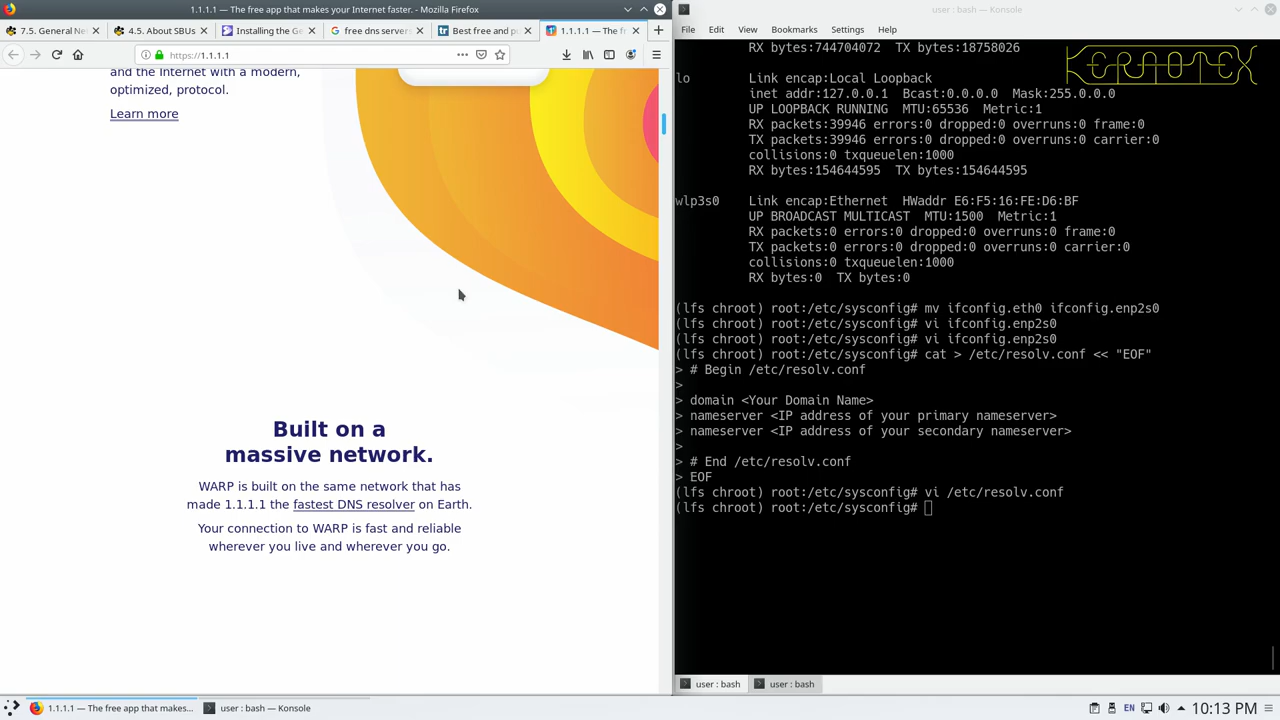 1.1.1.1 — The free app that makes your Internet faster. - Mozilla Firefox
7.5. General Net
4.5. About SBUs
Installing the Ge
free dns servers
Best free and p
1.1.1.1 — The f
https://1.1.1.1
and the Internet with a modern,
optimized, protocol.
Learn more
Built on a
massive network.
WARP is built on the same network that has
made 1.1.1.1 the fastest DNS resolver on Earth.
Your connection to WARP is fast and reliable
wherever you live and wherever you go.
user : bash — Konsole
File Edit View Bookmarks Settings Help
KERAOTEX
RX bytes:744704072 TX bytes:18758026
lo Link encap:Local Loopback
inet addr:127.0.0.1 Bcast:0.0.0.0 Mask:255.0.0.0
UP LOOPBACK RUNNING MTU:65536 Metric:1
RX packets:39946 errors:0 dropped:0 overruns:0 frame:0
TX packets:39946 errors:0 dropped:0 overruns:0 carrier:0
collisions:0 txqueuelen:1000
RX bytes:154644595 TX bytes:154644595
wlp3s0 Link encap:Ethernet HWaddr E6:F5:16:FE:D6:BF
UP BROADCAST MULTICAST MTU:1500 Metric:1
RX packets:0 errors:0 dropped:0 overruns:0 frame:0
TX packets:0 errors:0 dropped:0 overruns:0 carrier:0
collisions:0 txqueuelen:1000
RX bytes:0 TX bytes:0
(lfs chroot) root:/etc/sysconfig# mv ifconfig.eth0 ifconfig.enp2s0
(lfs chroot) root:/etc/sysconfig# vi ifconfig.enp2s0
(lfs chroot) root:/etc/sysconfig# vi ifconfig.enp2s0
(lfs chroot) root:/etc/sysconfig# cat > /etc/resolv.conf << "EOF"
> # Begin /etc/resolv.conf
>
> domain <Your Domain Name>
> nameserver <IP address of your primary nameserver>
> nameserver <IP address of your secondary nameserver>
>
> # End /etc/resolv.conf
> EOF
(lfs chroot) root:/etc/sysconfig# vi /etc/resolv.conf
(lfs chroot) root:/etc/sysconfig#
user : bash
user : bash
1.1.1.1 — The free app that makes...
user : bash — Konsole
EN
10:13 PM